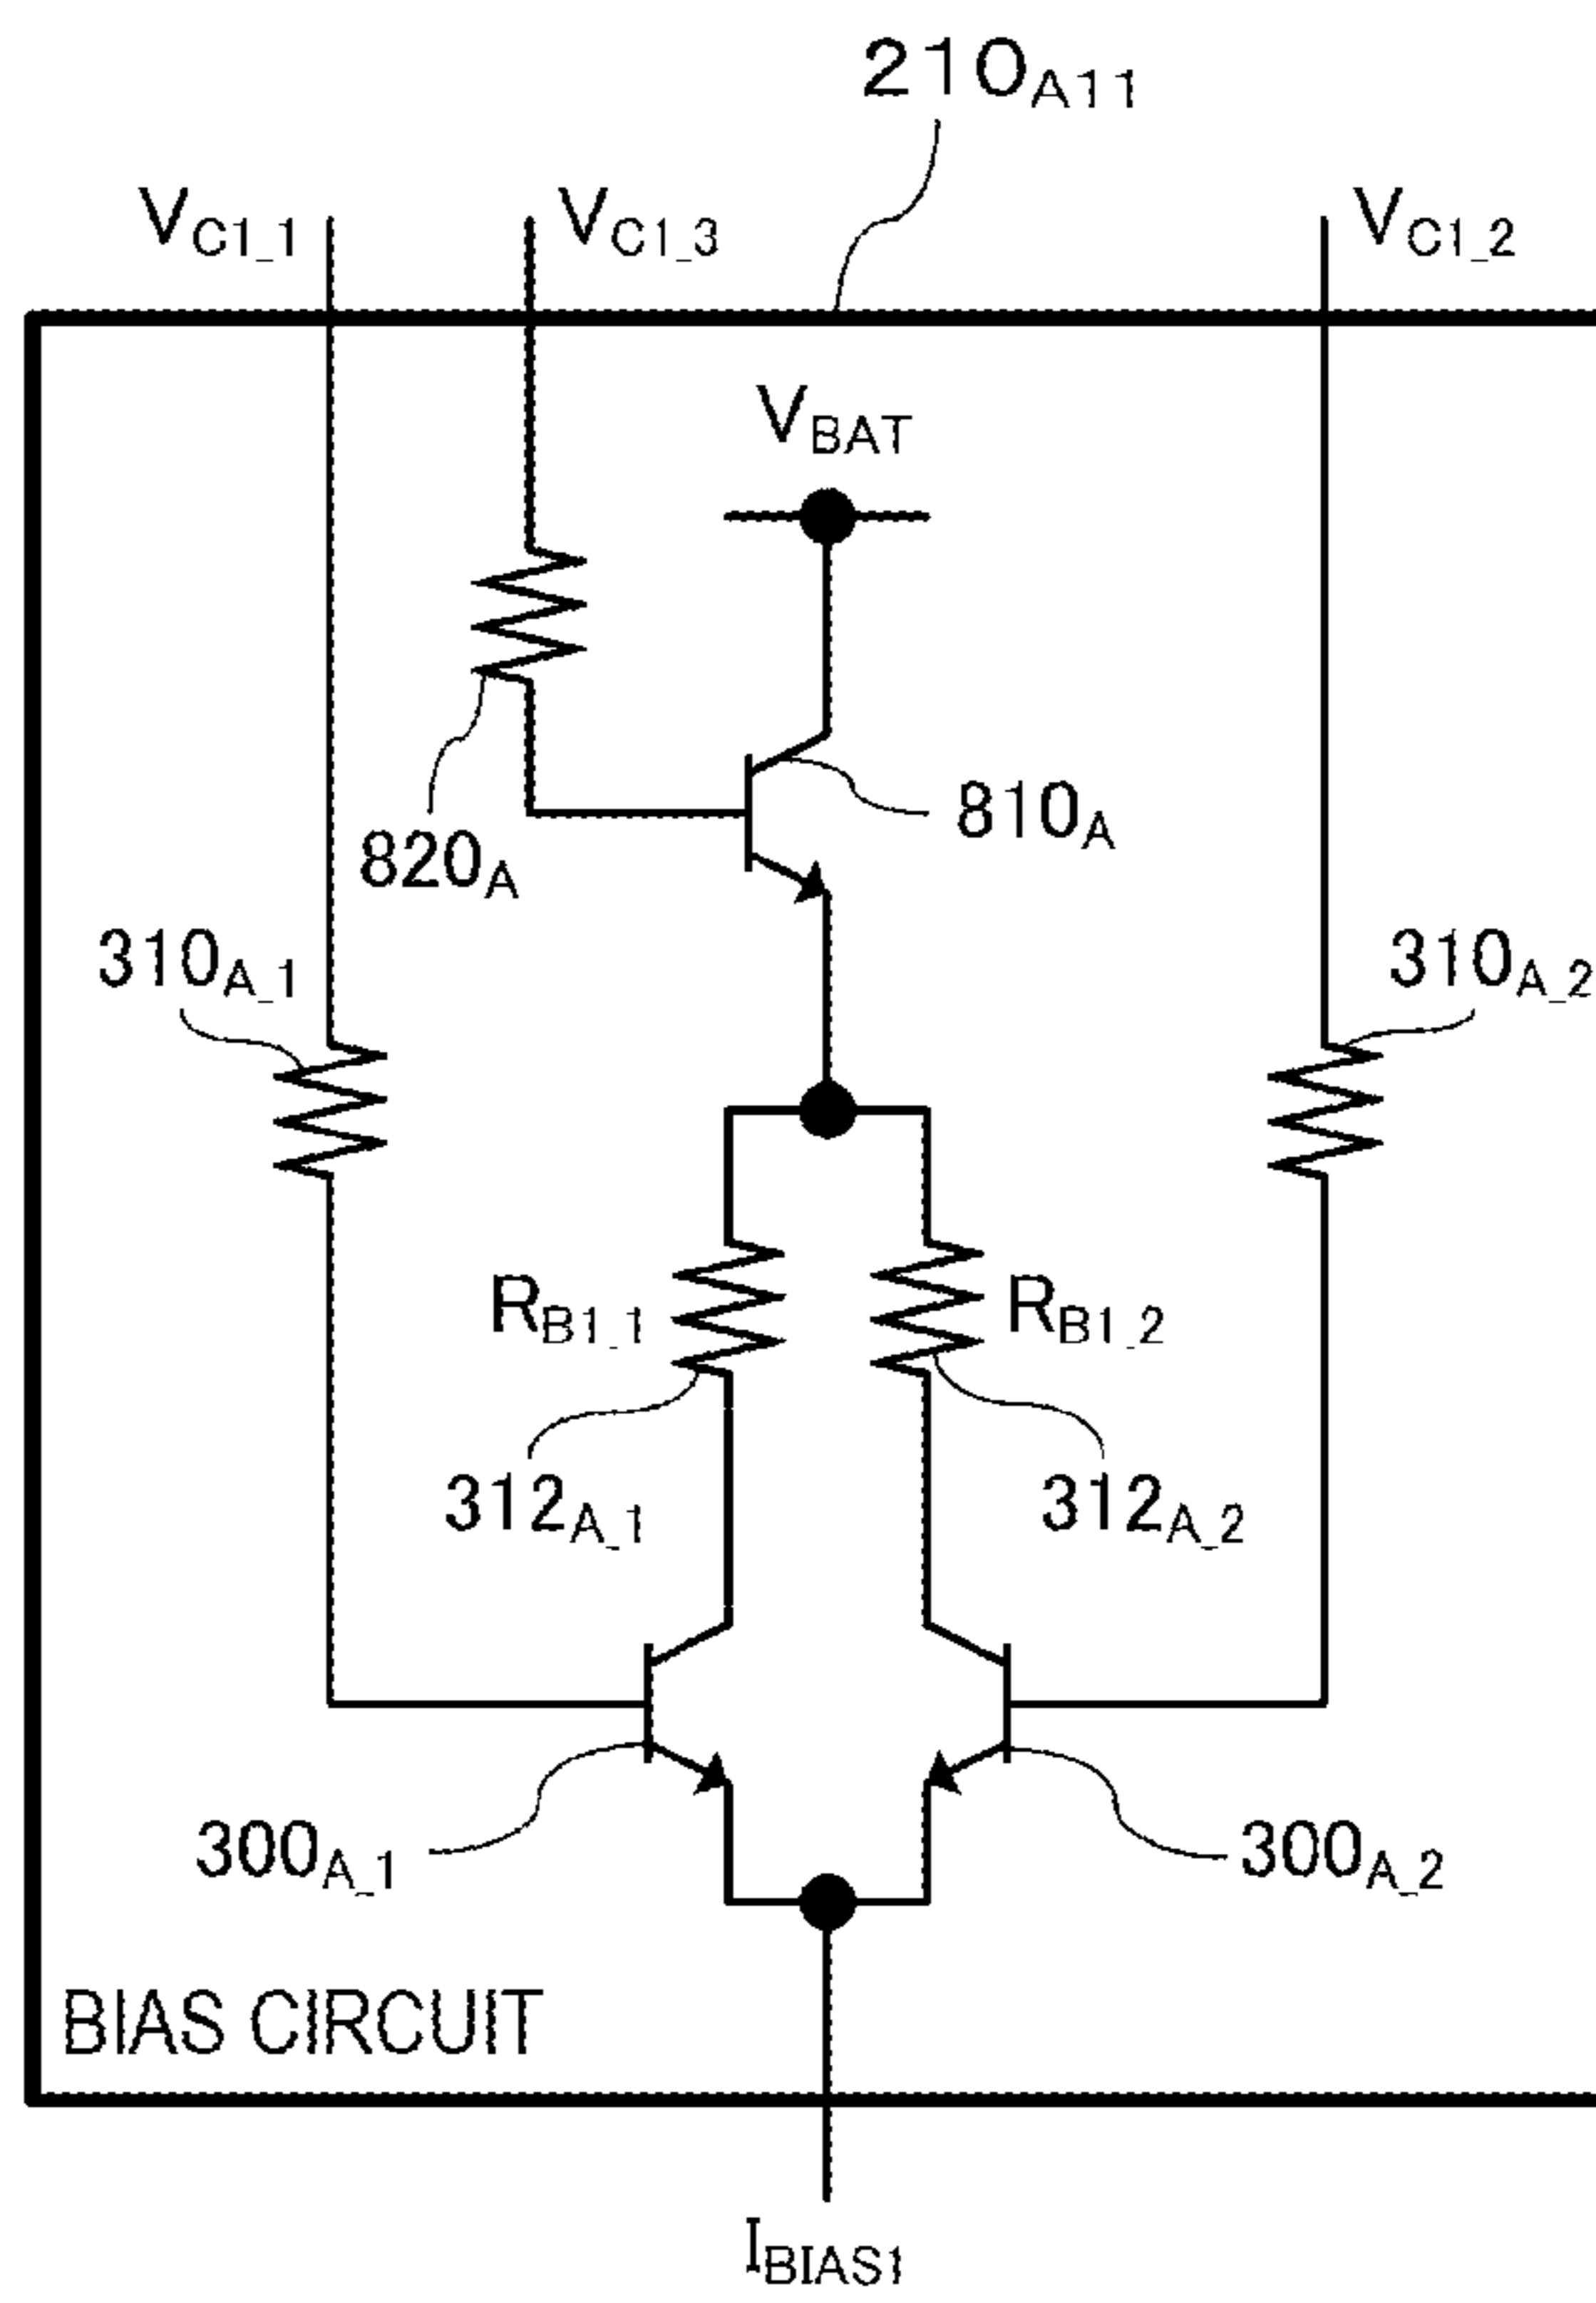 210A11
VC1_1
VC1_3
VC1_2
VBAT
810A
820A
310A_1
310A_2
RB1_1
RB1_2
312A_1
312A_2
300A_1
300A_2
BIAS CIRCUIT
IBIAS1